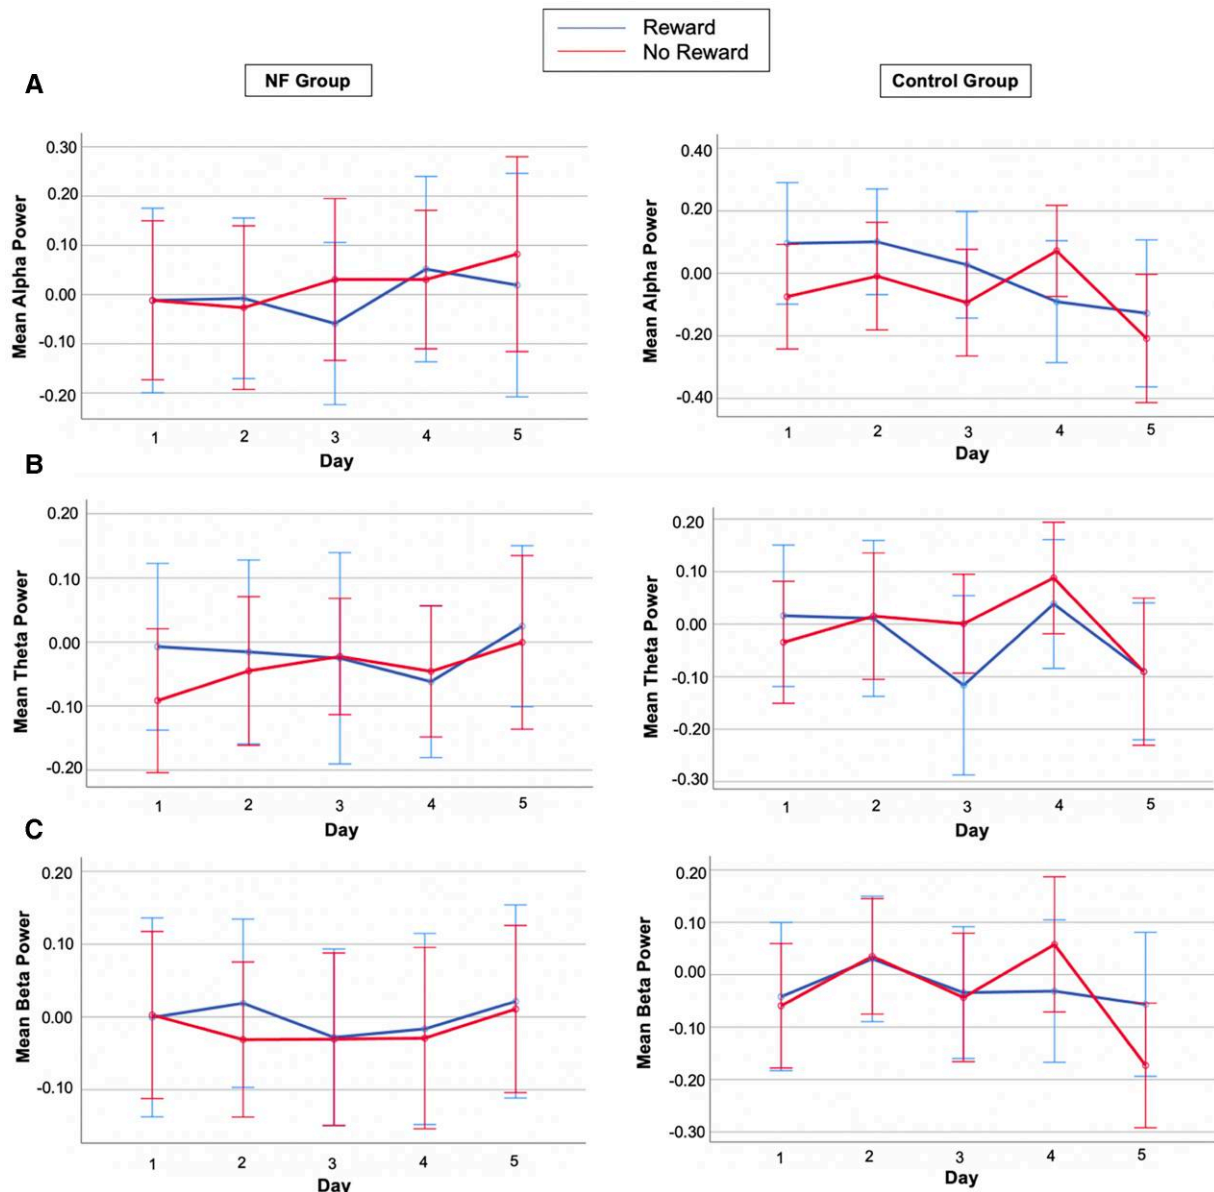 Reward
No Reward
NF Group
Control Group
A
Mean Alpha Power
0.30
0.20
0.10
0.00
-0.10
-0.20
1 2 3 4 5
Day
Mean Alpha Power
0.40
0.20
0.00
-0.20
-0.40
1 2 3 4 5
Day
B
Mean Theta Power
0.20
0.10
0.00
-0.10
-0.20
1 2 3 4 5
Day
Mean Theta Power
0.20
0.10
0.00
-0.10
-0.20
-0.30
1 2 3 4 5
Day
C
Mean Beta Power
0.20
0.10
0.00
-0.10
1 2 3 4 5
Day
Mean Beta Power
0.20
0.10
0.00
-0.10
-0.20
-0.30
1 2 3 4 5
Day